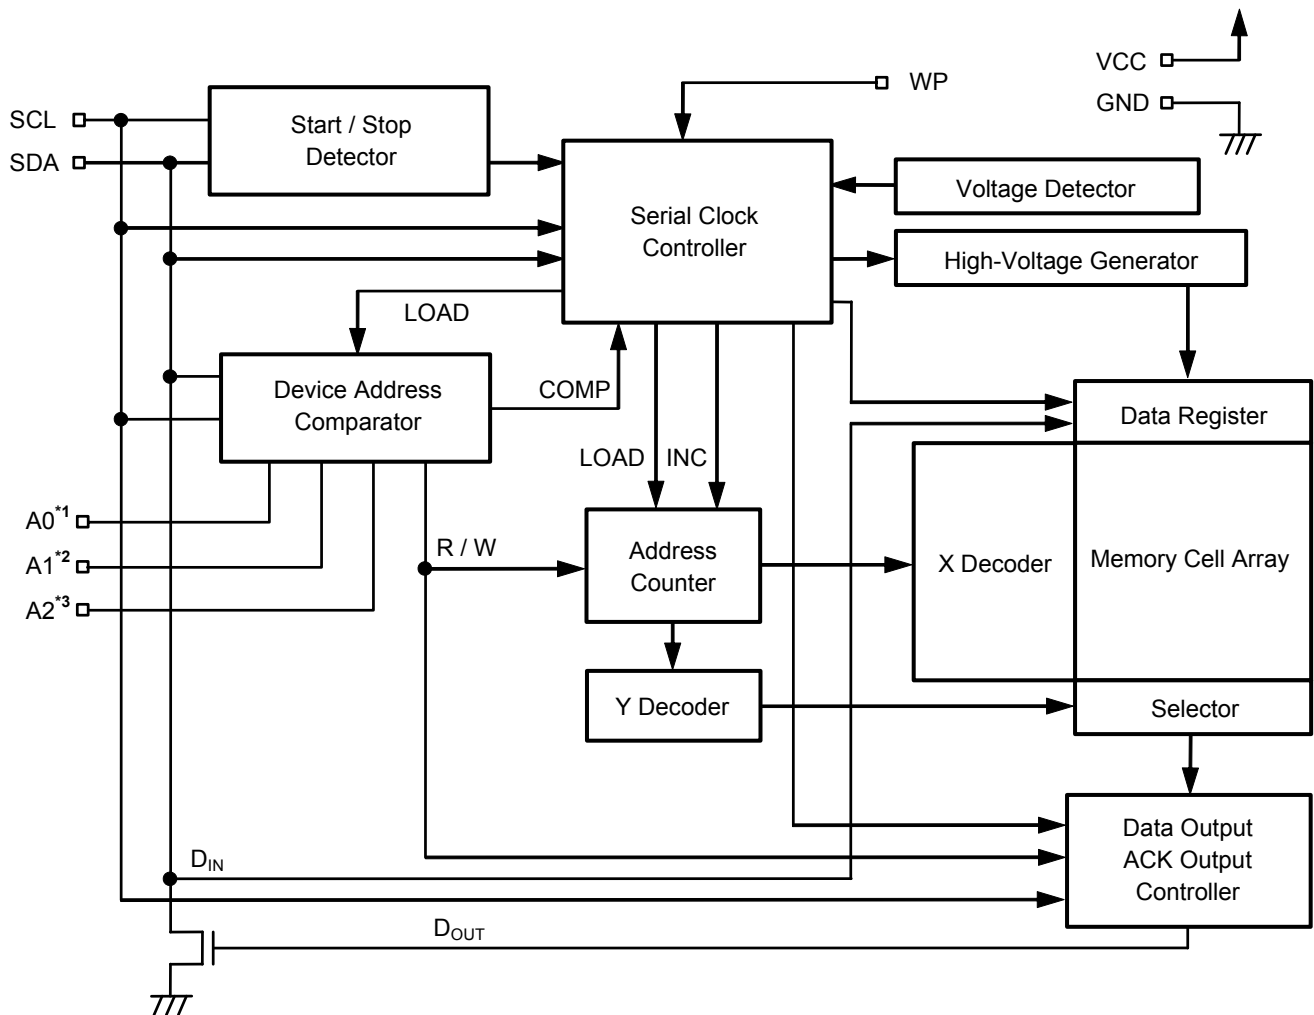 VCC
WP
GND
SCL
Start / Stop
Detector
SDA
Voltage Detector
Serial Clock
Controller
High-Voltage Generator
LOAD
Device Address
Comparator
COMP
Data Register
LOAD
INC
A0*1
R / W
Address
Counter
X Decoder
Memory Cell Array
A1*2
A2*3
Y Decoder
Selector
Data Output
ACK Output
Controller
DIN
DOUT